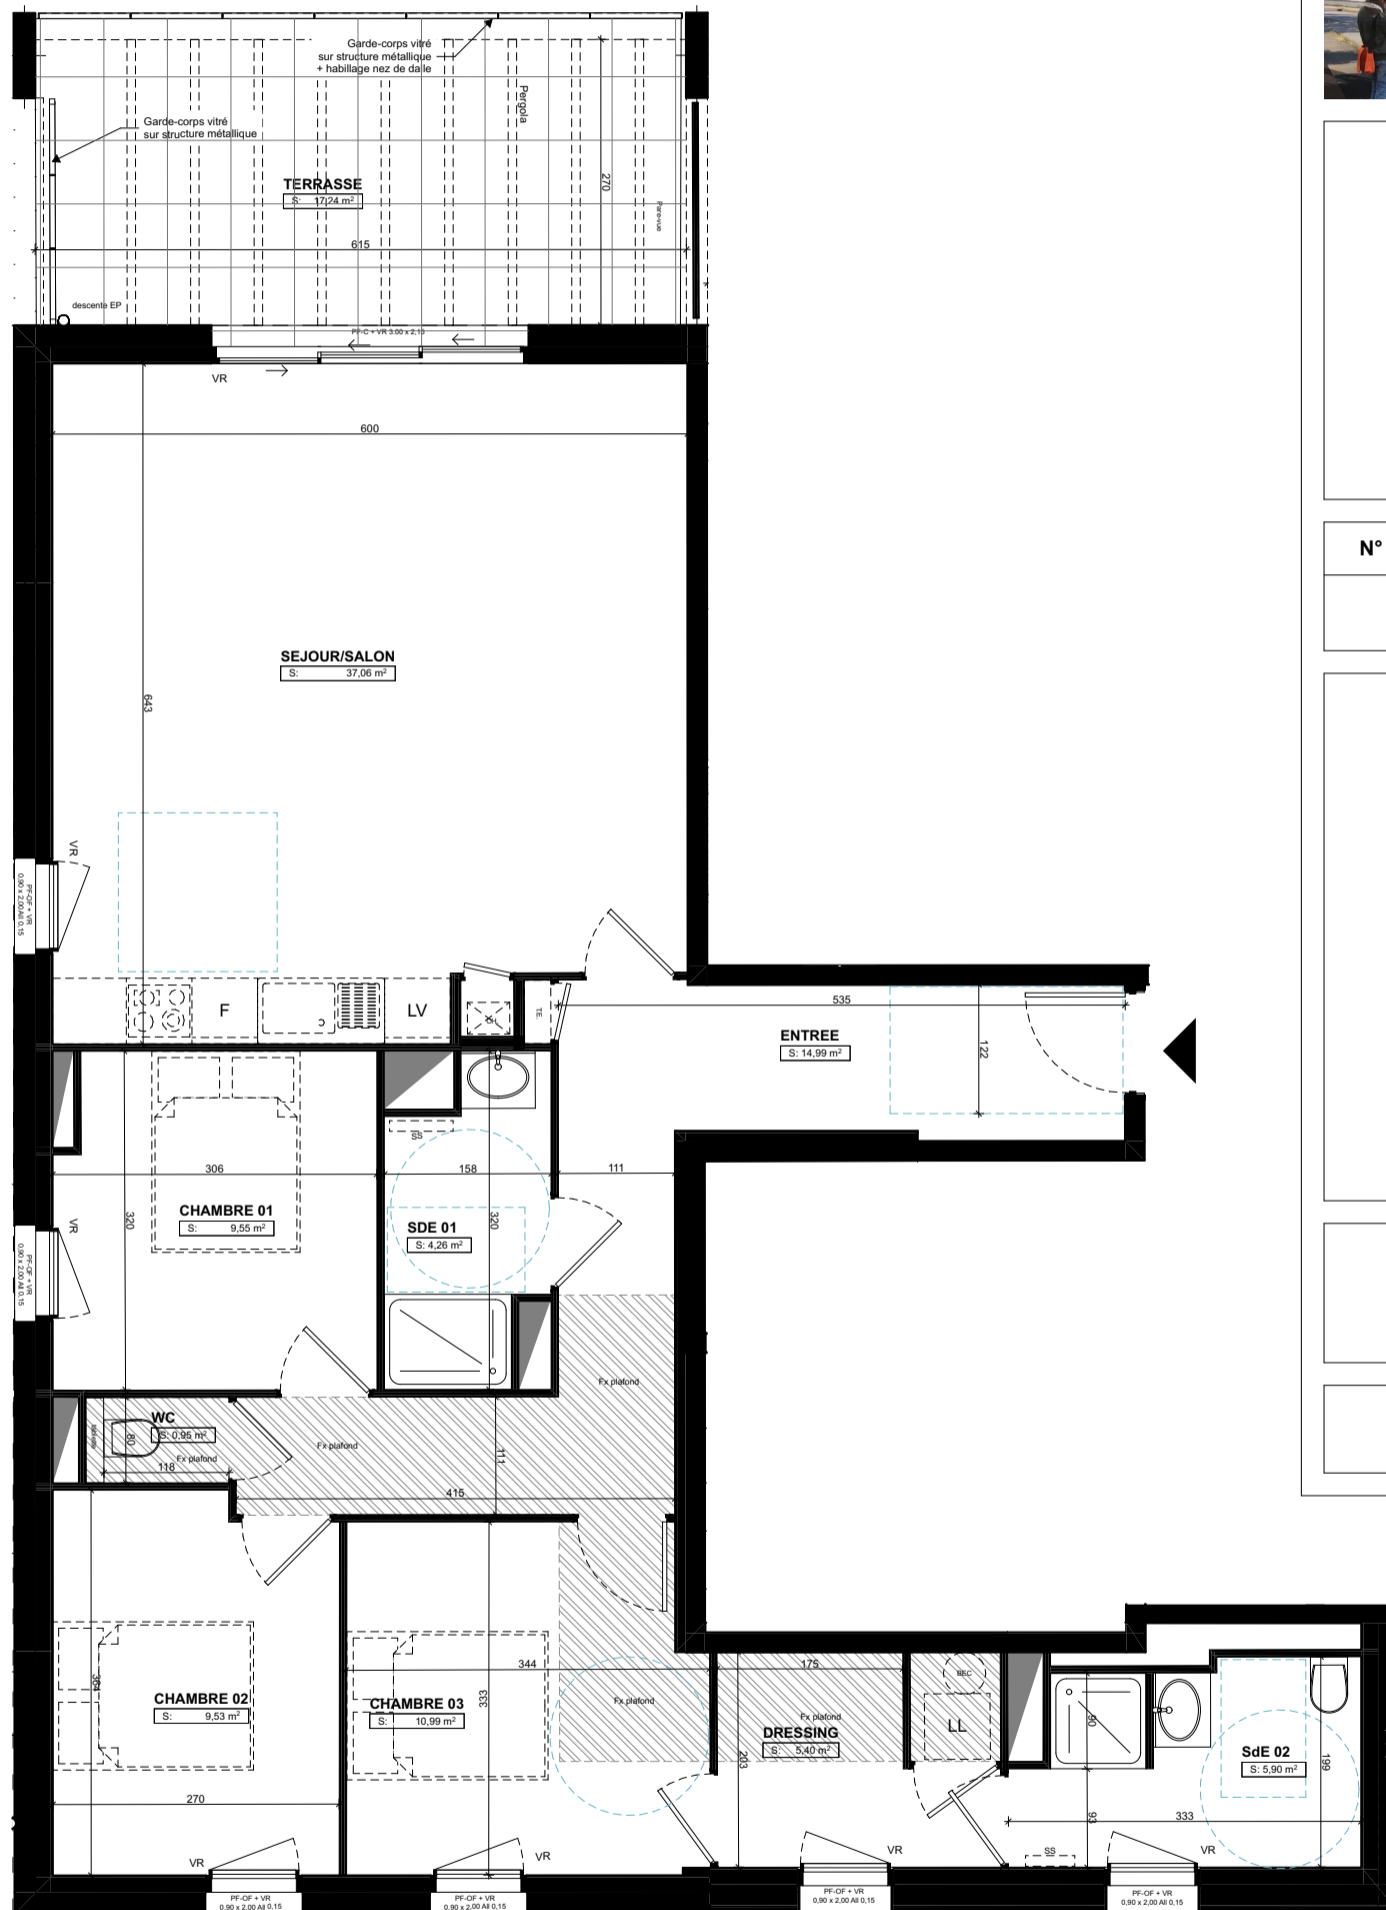 Garde-corps vitré
sur structure métallique
+ habillage nez de dalle
Pergola
Garde-corps vitré
sur structure métallique
TERRASSE
S: 17,24 m²
270
Pare-vue
615
descente EP
PF-C + VR 3.00 x 2,15
VR
600
N°
SEJOUR/SALON
S: 37,06 m²
643
VR
PF-OF + VR
0,90 x 2,00 All 0,15
F
LV
T.E.
535
ENTREE
S: 14,99 m²
122
SS
306
158
111
CHAMBRE 01
S: 9,55 m²
320
320
SDE 01
S: 4,26 m²
VR
PF-OF + VR
0,90 x 2,00 All 0,15
Fx plafond
WC
S: 0,95 m²
80
Fx plafond
118
Fx plafond
111
415
344
175
BEC
384
333
CHAMBRE 02
S: 9,53 m²
CHAMBRE 03
S: 10,99 m²
Fx plafond
Fx plafond
DRESSING
S: 5,40 m²
LL
90
SdE 02
S: 5,90 m²
203
199
270
93
333
SS
VR
VR
VR
VR
PF-OF + VR
0,90 x 2,00 All 0,15
PF-OF + VR
0,90 x 2,00 All 0,15
PF-OF + VR
0,90 x 2,00 All 0,15
PF-OF + VR
0,90 x 2,00 All 0,15